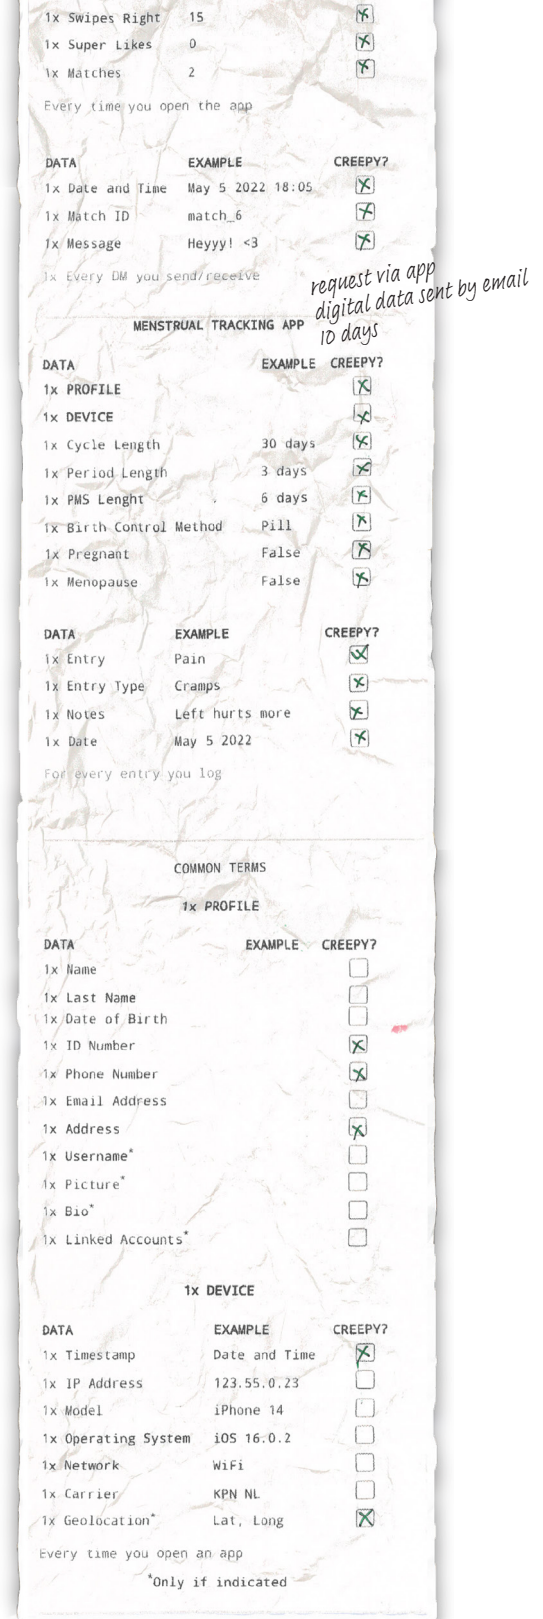 1x Swipes Right 15
1x Super Likes 0
1x Matches 2
Every time you open the app
DATA EXAMPLE CREEPY?
1x Date and Time May 5 2022 18:05
1x Match ID match_6
1x Message Heyyy! <3
1x Every DM you send/receive
request via app
digital data sent by email
10 days
MENSTRUAL TRACKING APP
DATA EXAMPLE CREEPY?
1x PROFILE
1x DEVICE
1x Cycle Length 30 days
1x Period Length 3 days
1x PMS Lenght 6 days
1x Birth Control Method Pill
1x Pregnant False
1x Menopause False
DATA EXAMPLE CREEPY?
1x Entry Pain
1x Entry Type Cramps
1x Notes Left hurts more
1x Date May 5 2022
For every entry you log
COMMON TERMS
1x PROFILE
DATA EXAMPLE CREEPY?
1x Name
1x Last Name
1x Date of Birth
1x ID Number
1x Phone Number
1x Email Address
1x Address
1x Username*
1x Picture*
1x Bio*
1x Linked Accounts*
1x DEVICE
DATA EXAMPLE CREEPY?
1x Timestamp Date and Time
1x IP Address 123.55.0.23
1x Model iPhone 14
1x Operating System iOS 16.0.2
1x Network WiFi
1x Carrier KPN NL
1x Geolocation* Lat, Long
Every time you open an app
*Only if indicated